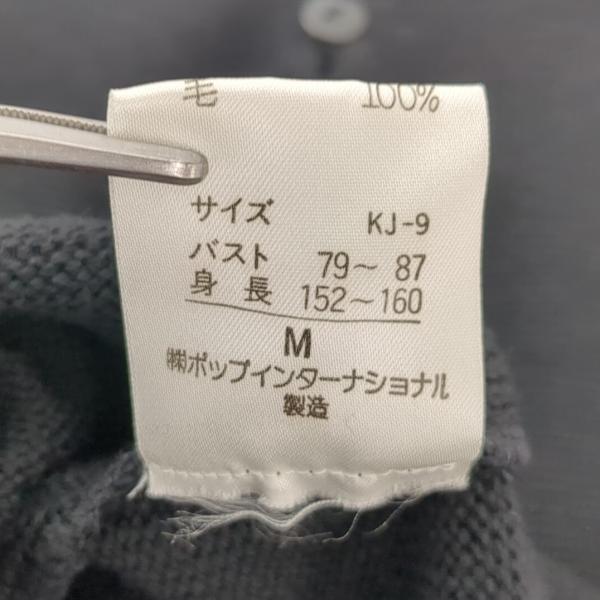 毛 100%
サイズ KJ-9
バスト 79～ 87
身長 152～160
M
㈱ポップインターナショナル
製造